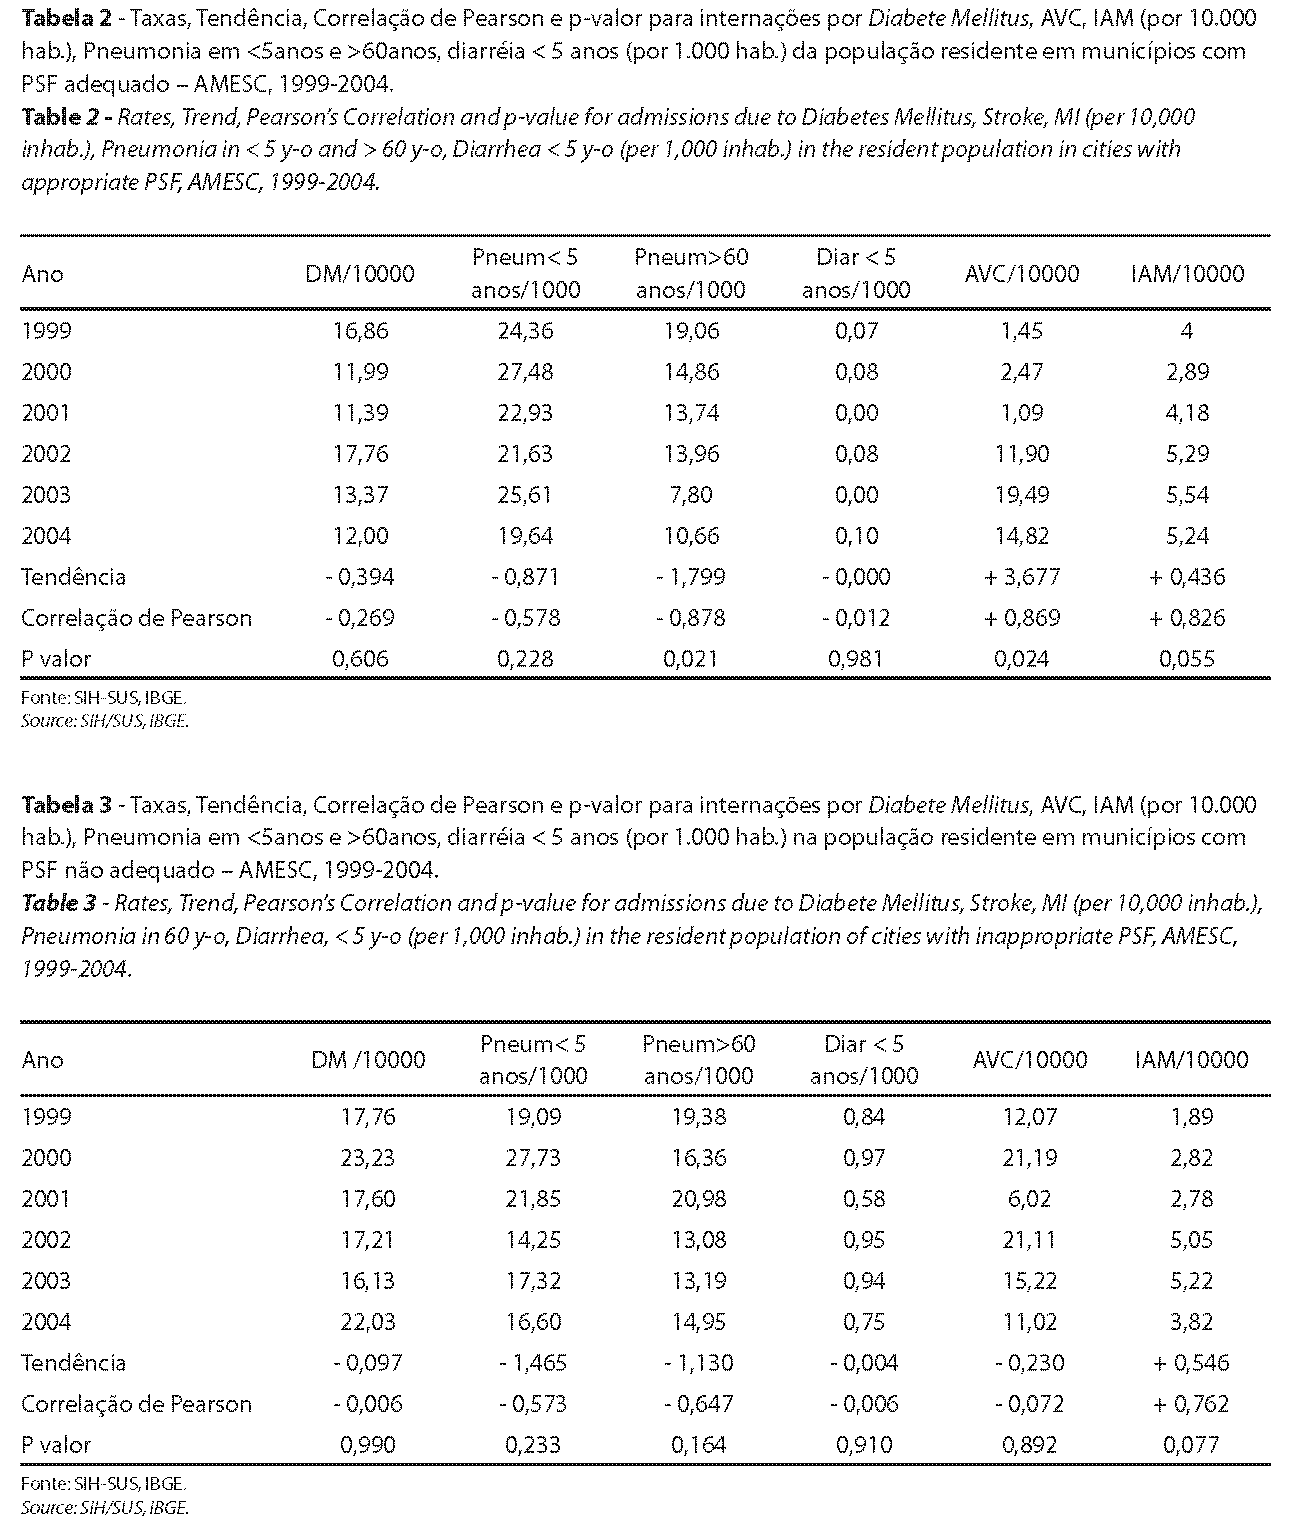 Tabela 2 - Taxas, Tendência, Correlação de Pearson e p-valor para internações por Diabete Mellitus, AVC, IAM (por 10.000
hab.), Pneumonia em <5anos e >60anos, diarréia < 5 anos (por 1.000 hab.) da população residente em municípios com
PSF adequado – AMESC, 1999-2004.
Table 2 - Rates, Trend, Pearson's Correlation and p-value for admissions due to Diabetes Mellitus, Stroke, MI (per 10,000
inhab.), Pneumonia in < 5 y-o and > 60 y-o, Diarrhea < 5 y-o (per 1,000 inhab.) in the resident population in cities with
appropriate PSF, AMESC, 1999-2004.
Ano DM/10000 Pneum< 5 anos/1000 Pneum>60 anos/1000 Diar < 5 anos/1000 AVC/10000 IAM/10000
1999 16,86 24,36 19,06 0,07 1,45 4
2000 11,99 27,48 14,86 0,08 2,47 2,89
2001 11,39 22,93 13,74 0,00 1,09 4,18
2002 17,76 21,63 13,96 0,08 11,90 5,29
2003 13,37 25,61 7,80 0,00 19,49 5,54
2004 12,00 19,64 10,66 0,10 14,82 5,24
Tendência - 0,394 - 0,871 - 1,799 - 0,000 + 3,677 + 0,436
Correlação de Pearson - 0,269 - 0,578 - 0,878 - 0,012 + 0,869 + 0,826
P valor 0,606 0,228 0,021 0,981 0,024 0,055
Fonte: SIH-SUS, IBGE.
Source: SIH/SUS, IBGE.
Tabela 3 - Taxas, Tendência, Correlação de Pearson e p-valor para internações por Diabete Mellitus, AVC, IAM (por 10.000
hab.), Pneumonia em <5anos e >60anos, diarréia < 5 anos (por 1.000 hab.) na população residente em municípios com
PSF não adequado – AMESC, 1999-2004.
Table 3 - Rates, Trend, Pearson's Correlation and p-value for admissions due to Diabete Mellitus, Stroke, MI (per 10,000 inhab.),
Pneumonia in 60 y-o, Diarrhea, < 5 y-o (per 1,000 inhab.) in the resident population of cities with inappropriate PSF, AMESC,
1999-2004.
Ano DM /10000 Pneum< 5 anos/1000 Pneum>60 anos/1000 Diar < 5 anos/1000 AVC/10000 IAM/10000
1999 17,76 19,09 19,38 0,84 12,07 1,89
2000 23,23 27,73 16,36 0,97 21,19 2,82
2001 17,60 21,85 20,98 0,58 6,02 2,78
2002 17,21 14,25 13,08 0,95 21,11 5,05
2003 16,13 17,32 13,19 0,94 15,22 5,22
2004 22,03 16,60 14,95 0,75 11,02 3,82
Tendência - 0,097 - 1,465 - 1,130 - 0,004 - 0,230 + 0,546
Correlação de Pearson - 0,006 - 0,573 - 0,647 - 0,006 - 0,072 + 0,762
P valor 0,990 0,233 0,164 0,910 0,892 0,077
Fonte: SIH-SUS, IBGE.
Source: SIH/SUS, IBGE.